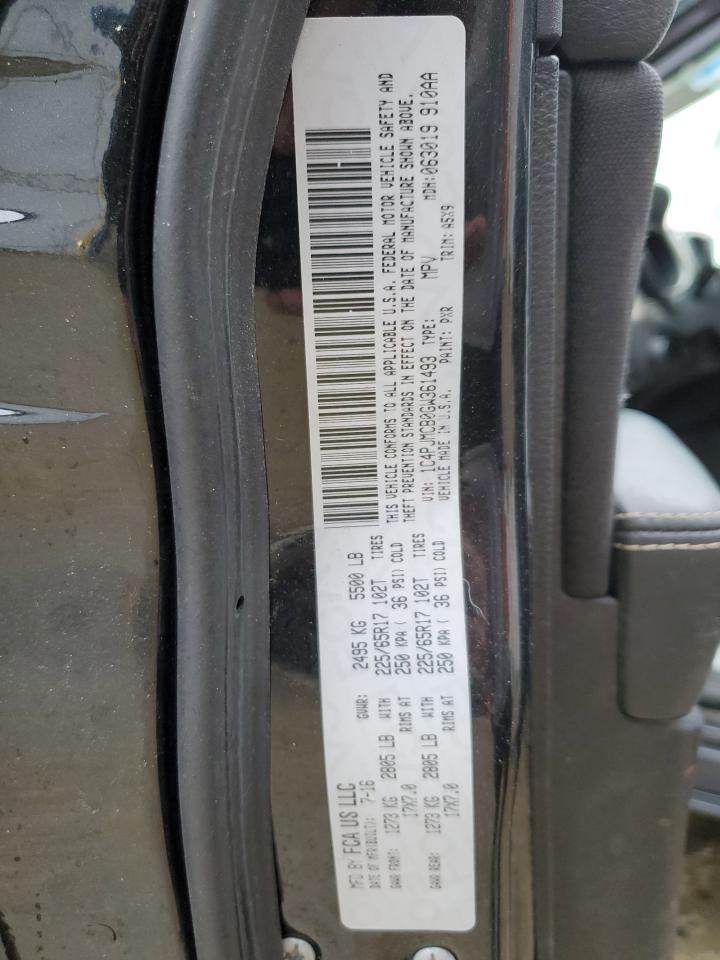 MFD BY FCA US LLC
DATE OF MFR(BUILT): 7-16 GVWR: 2495 KG 5500 LB
GAWR FRONT: 1273 KG 2805 LB WITH 225/65R17 102T TIRES
17X7.0 RIMS AT 250 KPA ( 36 PSI) COLD
GAWR REAR: 1273 KG 2805 LB WITH 225/65R17 102T TIRES
17X7.0 RIMS AT 250 KPA ( 36 PSI) COLD
THIS VEHICLE CONFORMS TO ALL APPLICABLE U.S.A. FEDERAL MOTOR VEHICLE SAFETY AND
THEFT PREVENTION STANDARDS IN EFFECT ON THE DATE OF MANUFACTURE SHOWN ABOVE.
VIN: 1C4PJMCB0GW361493 TYPE: MPV MDH:063019 910AA
VEHICLE MADE IN U.S.A. PAINT: PXR TRIM: A5X9